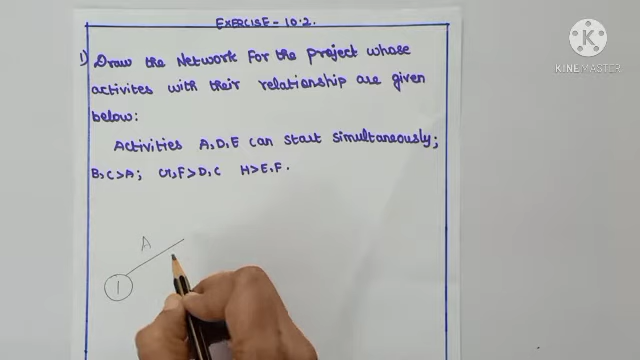 EXERCISE - 10.2.
1) Draw the Network for the project whose
activites with their relationship are given
below:
Activities A, D, E can start simultaneously;
B, C > A; G, F > D, C H > E, F.
A
1
K
KINEMASTER